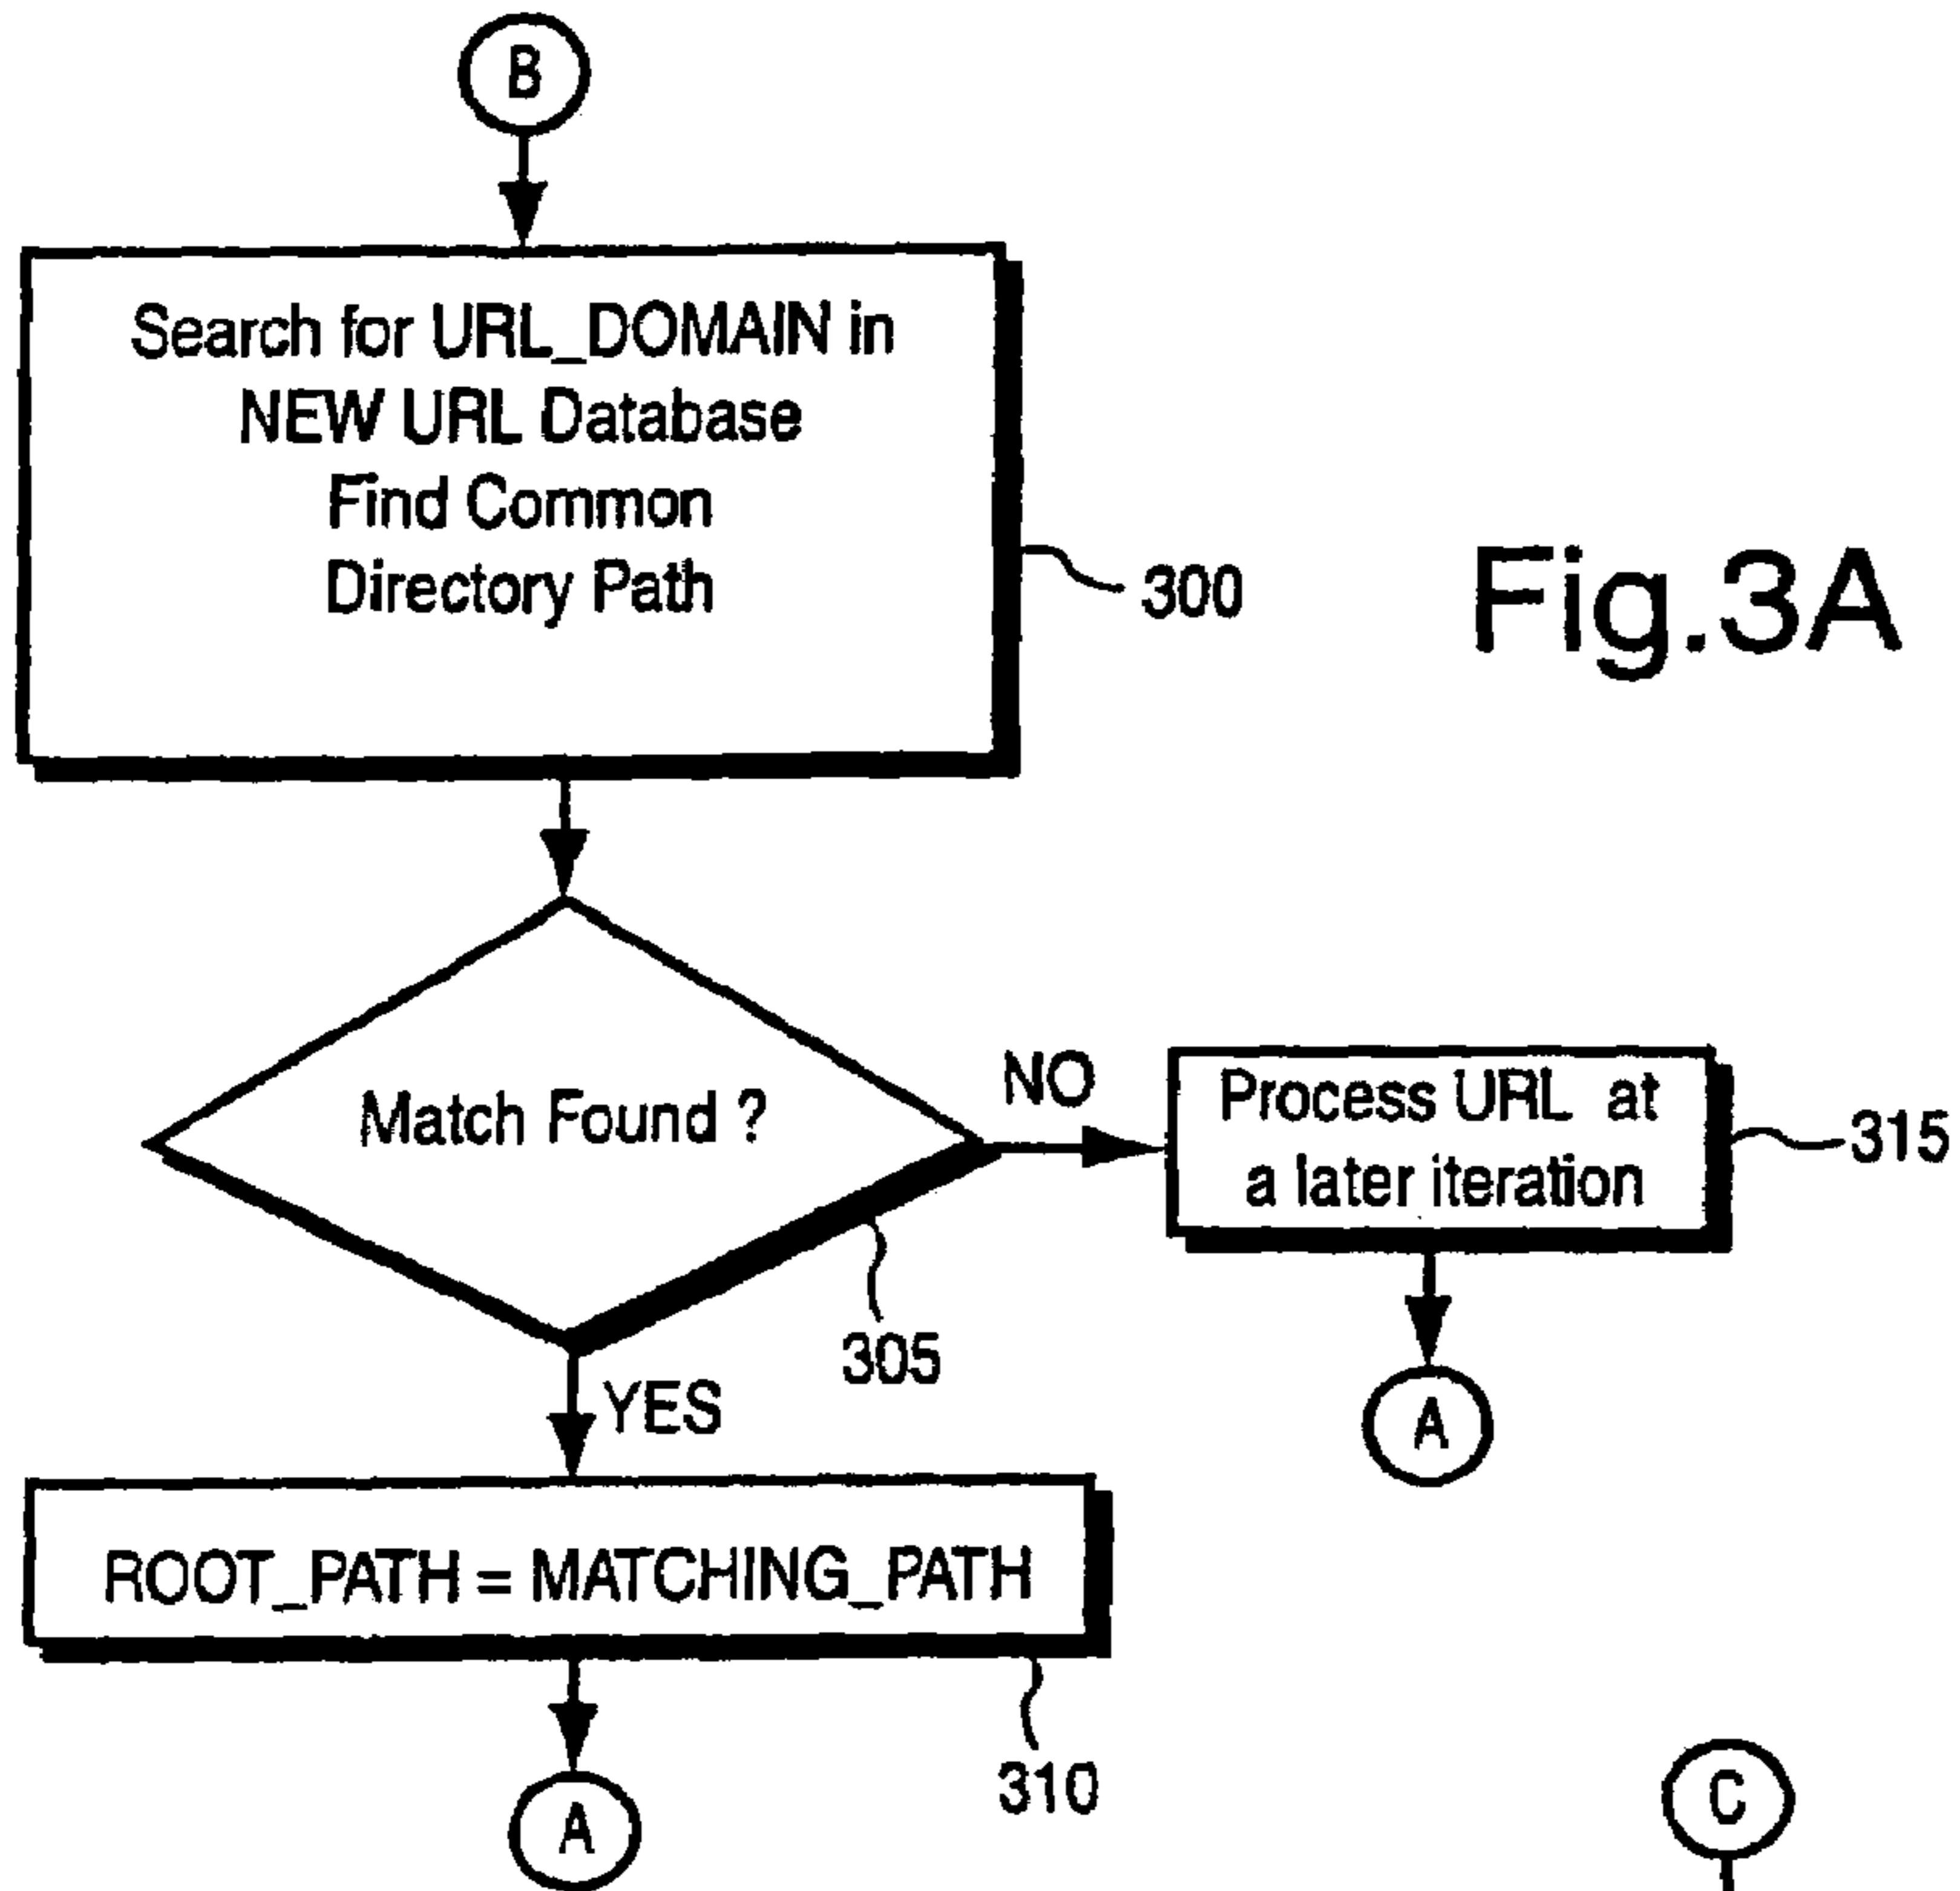 B
Search for URL_DOMAIN in
NEW URL Database
Find Common
Directory Path
300
Fig.3A
Match Found ?
NO
Process URL at
a later iteration
315
305
YES
A
ROOT_PATH = MATCHING_PATH
310
A
C